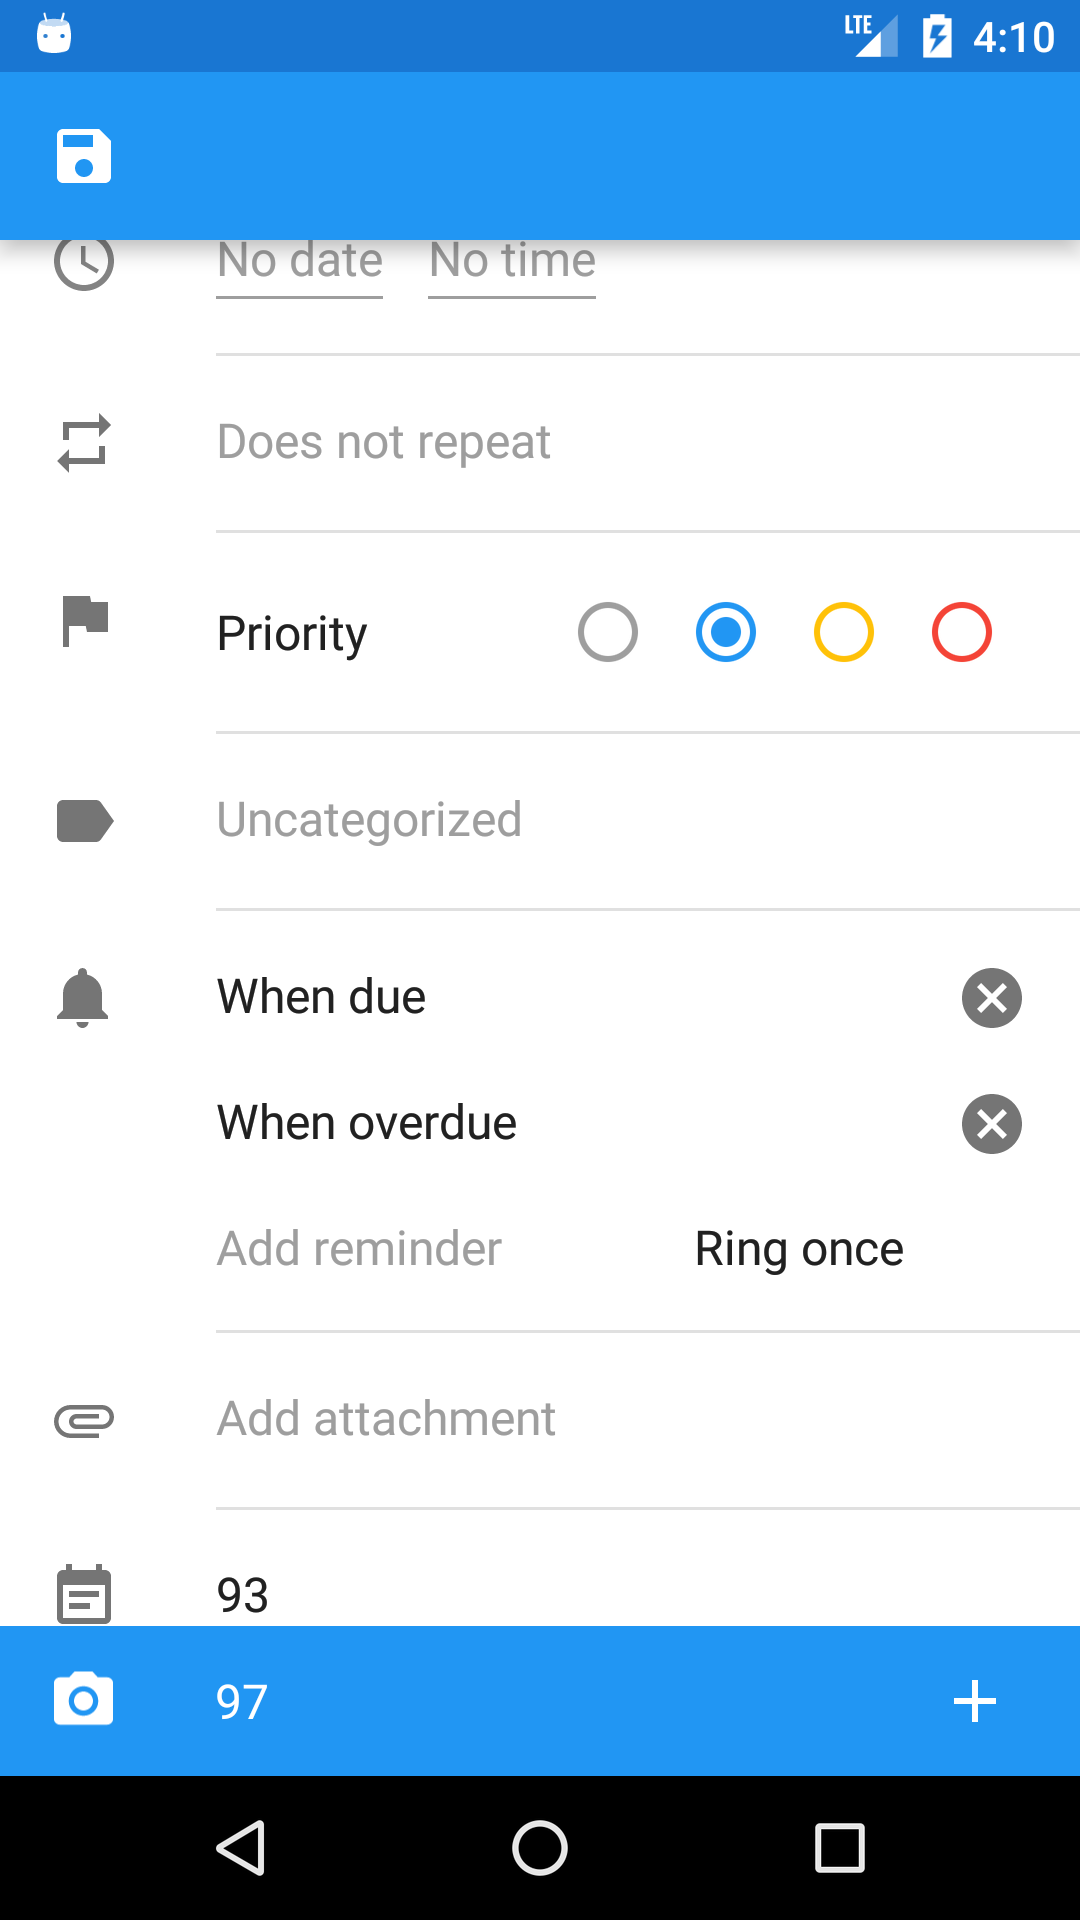 LTE 4:10
No date No time
Does not repeat
Priority
Uncategorized
When due
When overdue
Add reminder Ring once
Add attachment
93
97